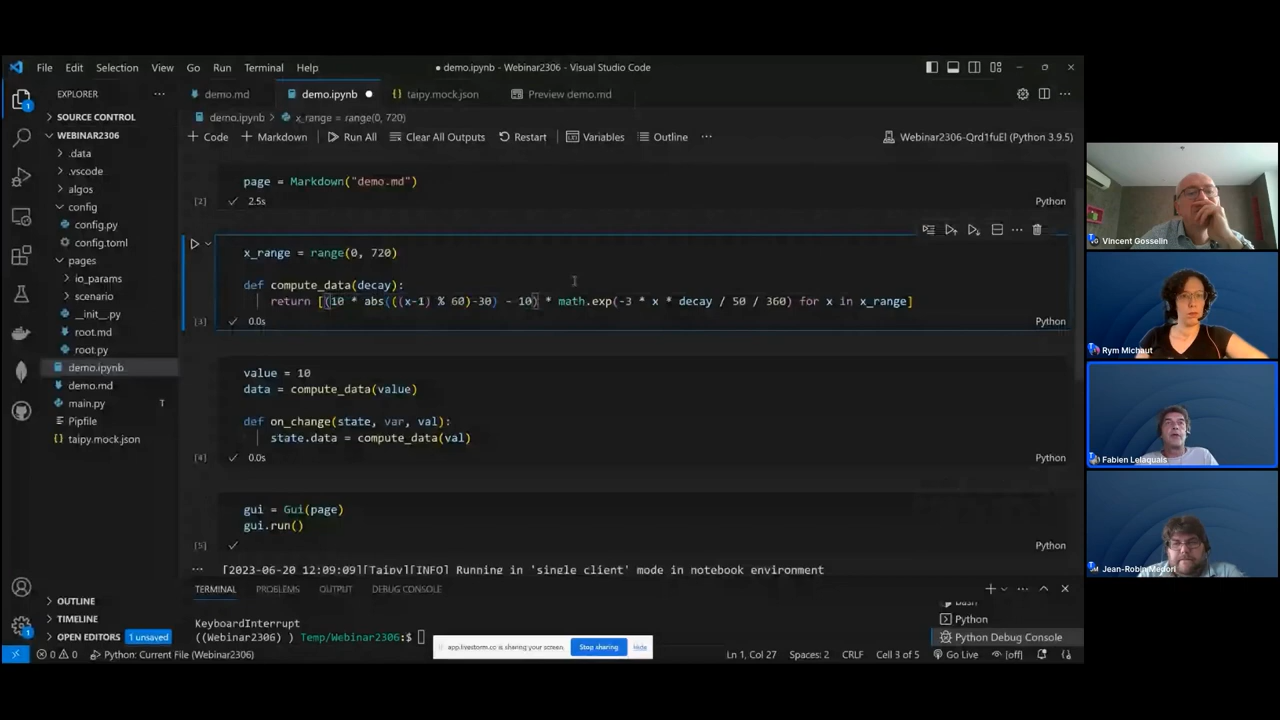 File Edit Selection View Go Run Terminal Help
● demo.ipynb - Webinar2306 - Visual Studio Code
EXPLORER
demo.md
demo.ipynb
taipy.mock.json
Preview demo.md
SOURCE CONTROL
WEBINAR2306
.data
.vscode
algos
config
config.py
config.toml
pages
io_params
scenario
__init__.py
root.md
root.py
demo.ipynb
demo.md
main.py T
Pipfile
taipy.mock.json
OUTLINE
TIMELINE
OPEN EDITORS 1 unsaved
demo.ipynb > x_range = range(0, 720)
+ Code + Markdown Run All Clear All Outputs Restart Variables Outline ···
Webinar2306-Qrd1fuEl (Python 3.9.5)
page = Markdown("demo.md")
[2] 2.5s Python
x_range = range(0, 720)
def compute_data(decay):
return [(10 * abs(((x-1) % 60)-30) - 10) * math.exp(-3 * x * decay / 50 / 360) for x in x_range]
[3] 0.0s Python
value = 10
data = compute_data(value)
def on_change(state, var, val):
state.data = compute_data(val)
[4] 0.0s Python
gui = Gui(page)
gui.run()
[5] Python
[2023-06-20 12:09:09][Taipy][INFO] Running in 'single_client' mode in notebook environment
TERMINAL PROBLEMS OUTPUT DEBUG CONSOLE
KeyboardInterrupt
((Webinar2306) ) Temp/Webinar2306:$
Bash
Python
Python Debug Console
app.livestorm.co is sharing your screen. Stop sharing Hide
0 0 Python: Current File (Webinar2306)
Ln 1, Col 27 Spaces: 2 CRLF Cell 3 of 5 Go Live [off]
Vincent Gosselin
Rym Michaut
Fabien Lelaquais
Jean-Robin Medori